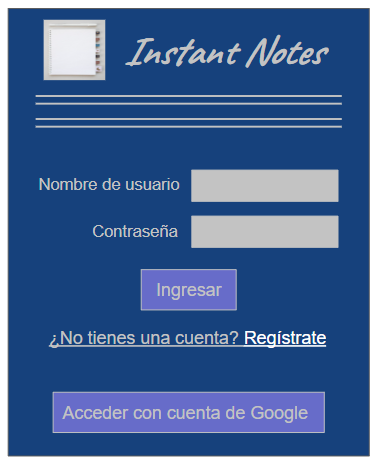 Instant Notes
Nombre de usuario
Contraseña
Ingresar
¿No tienes una cuenta? Regístrate
Acceder con cuenta de Google